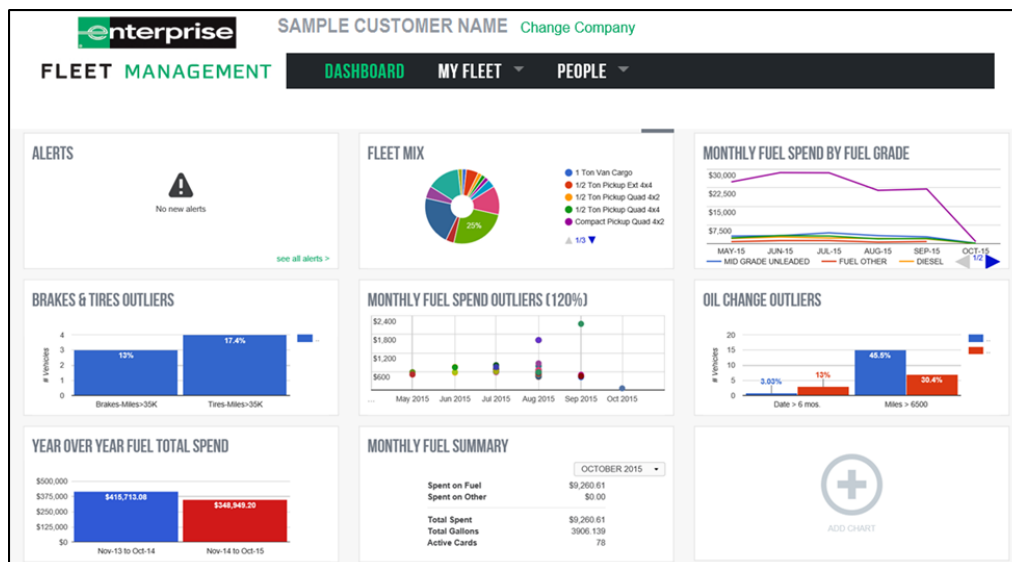 enterprise
SAMPLE CUSTOMER NAME Change Company
FLEET MANAGEMENT
DASHBOARD MY FLEET PEOPLE
ALERTS
No new alerts
see all alerts >
FLEET MIX
25%
1 Ton Van Cargo
1/2 Ton Pickup Ext 4x4
1/2 Ton Pickup Quad 4x2
1/2 Ton Pickup Quad 4x4
Compact Pickup Quad 4x2
1/3
MONTHLY FUEL SPEND BY FUEL GRADE
$30,000
$22,500
$15,000
$7,500
MAY-15 JUN-15 JUL-15 AUG-15 SEP-15 OCT-15
MID GRADE UNLEADED FUEL OTHER DIESEL 1/2
BRAKES & TIRES OUTLIERS
# Vehicles
4
3
2
1
0
13%
17.4%
...
Brakes-Miles>35K Tires-Miles>35K
MONTHLY FUEL SPEND OUTLIERS (120%)
$2,400
$1,800
$1,200
$600
... May 2015 Jun 2015 Jul 2015 Aug 2015 Sep 2015 Oct 2015
OIL CHANGE OUTLIERS
# Vehicles
20
15
10
5
0
3.03%
13%
45.5%
30.4%
...
...
Date > 6 mos. Miles > 6500
YEAR OVER YEAR FUEL TOTAL SPEND
$500,000
$375,000
$250,000
$125,000
$0
$415,713.08
$348,949.20
Nov-13 to Oct-14 Nov-14 to Oct-15
MONTHLY FUEL SUMMARY
OCTOBER 2015
Spent on Fuel $9,260.61
Spent on Other $0.00
Total Spent $9,260.61
Total Gallons 3906.139
Active Cards 78
ADD CHART